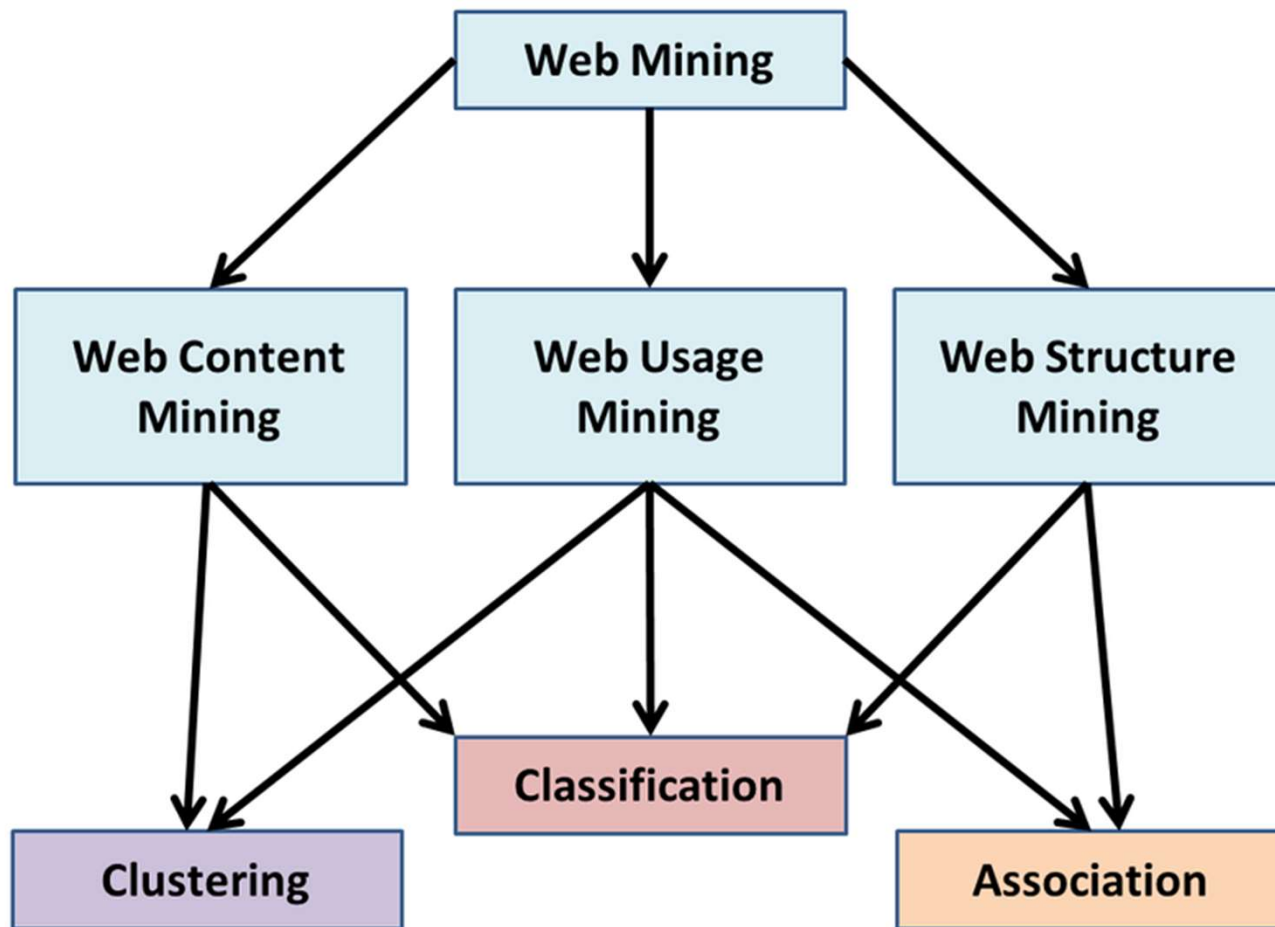 Web Mining
Web Content
Mining
Web Usage
Mining
Web Structure
Mining
Classification
Clustering
Association